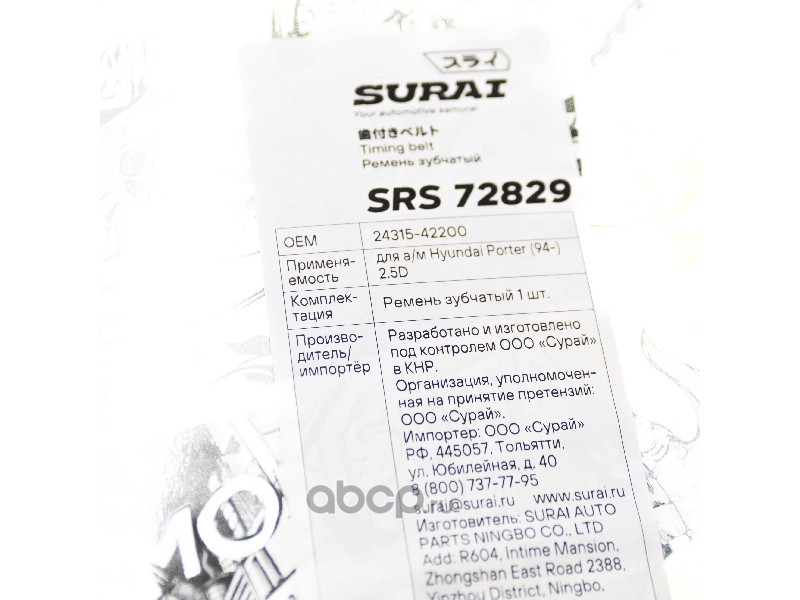 スライ
SURAI
Your automotive samurai
歯付きベルト
Timing belt
Ремень зубчатый
SRS 72829
OEM
24315-42200
Применя-
емость
для а/м Hyundai Porter (94-)
2.5D
Комплек-
тация
Ремень зубчатый 1 шт.
Произво-
дитель/
импортёр
Разработано и изготовлено
под контролем ООО «Сурай»
в КНР.
Организация, уполномочен-
ная на принятие претензий:
ООО «Сурай».
Импортер: ООО «Сурай»
РФ, 445057, Тольятти,
ул. Юбилейная, д. 40
8 (800) 737-77-95
surai@surai.ru www.surai.ru
Изготовитель: SURAI AUTO
PARTS NINGBO CO., LTD
Add: R604, Intime Mansion,
Zhongshan East Road 2388,
Yinzhou District, Ningbo,
abcp.ru